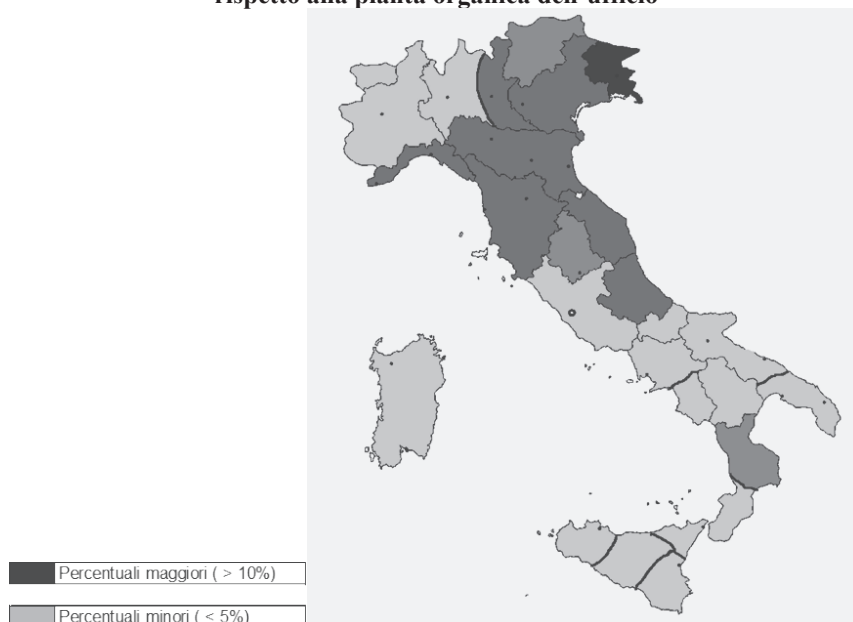 rispetto alla pianta organica dell'ufficio
Percentuali maggiori ( > 10%)
Percentuali minori ( < 5%)